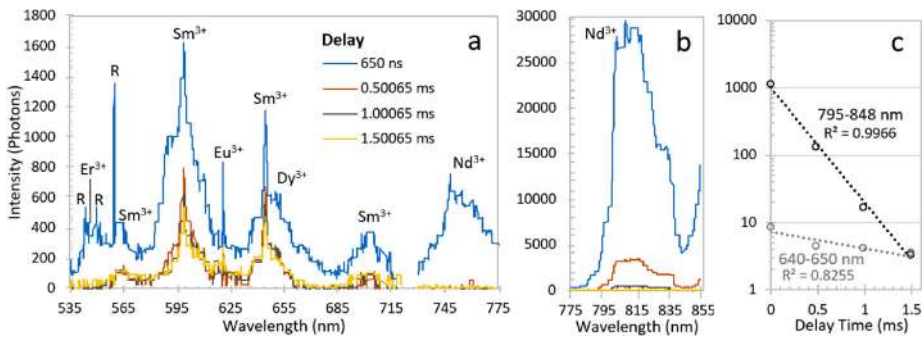 a
Delay
650 ns
0.50065 ms
1.00065 ms
1.50065 ms
Sm³⁺
R
Er³⁺
R R
Sm³⁺
Eu³⁺
Sm³⁺
Dy³⁺
Sm³⁺
Nd³⁺
Intensity (Photons)
1800
1600
1400
1200
1000
800
600
400
200
0
535 565 595 625 655 685 715 745 775
Wavelength (nm)
b
Nd³⁺
30000
25000
20000
15000
10000
5000
0
775 795 815 835 855
Wavelength (nm)
c
10000
1000
100
10
1
795-848 nm
R² = 0.9966
640-650 nm
R² = 0.8255
0 0.5 1 1.5
Delay Time (ms)